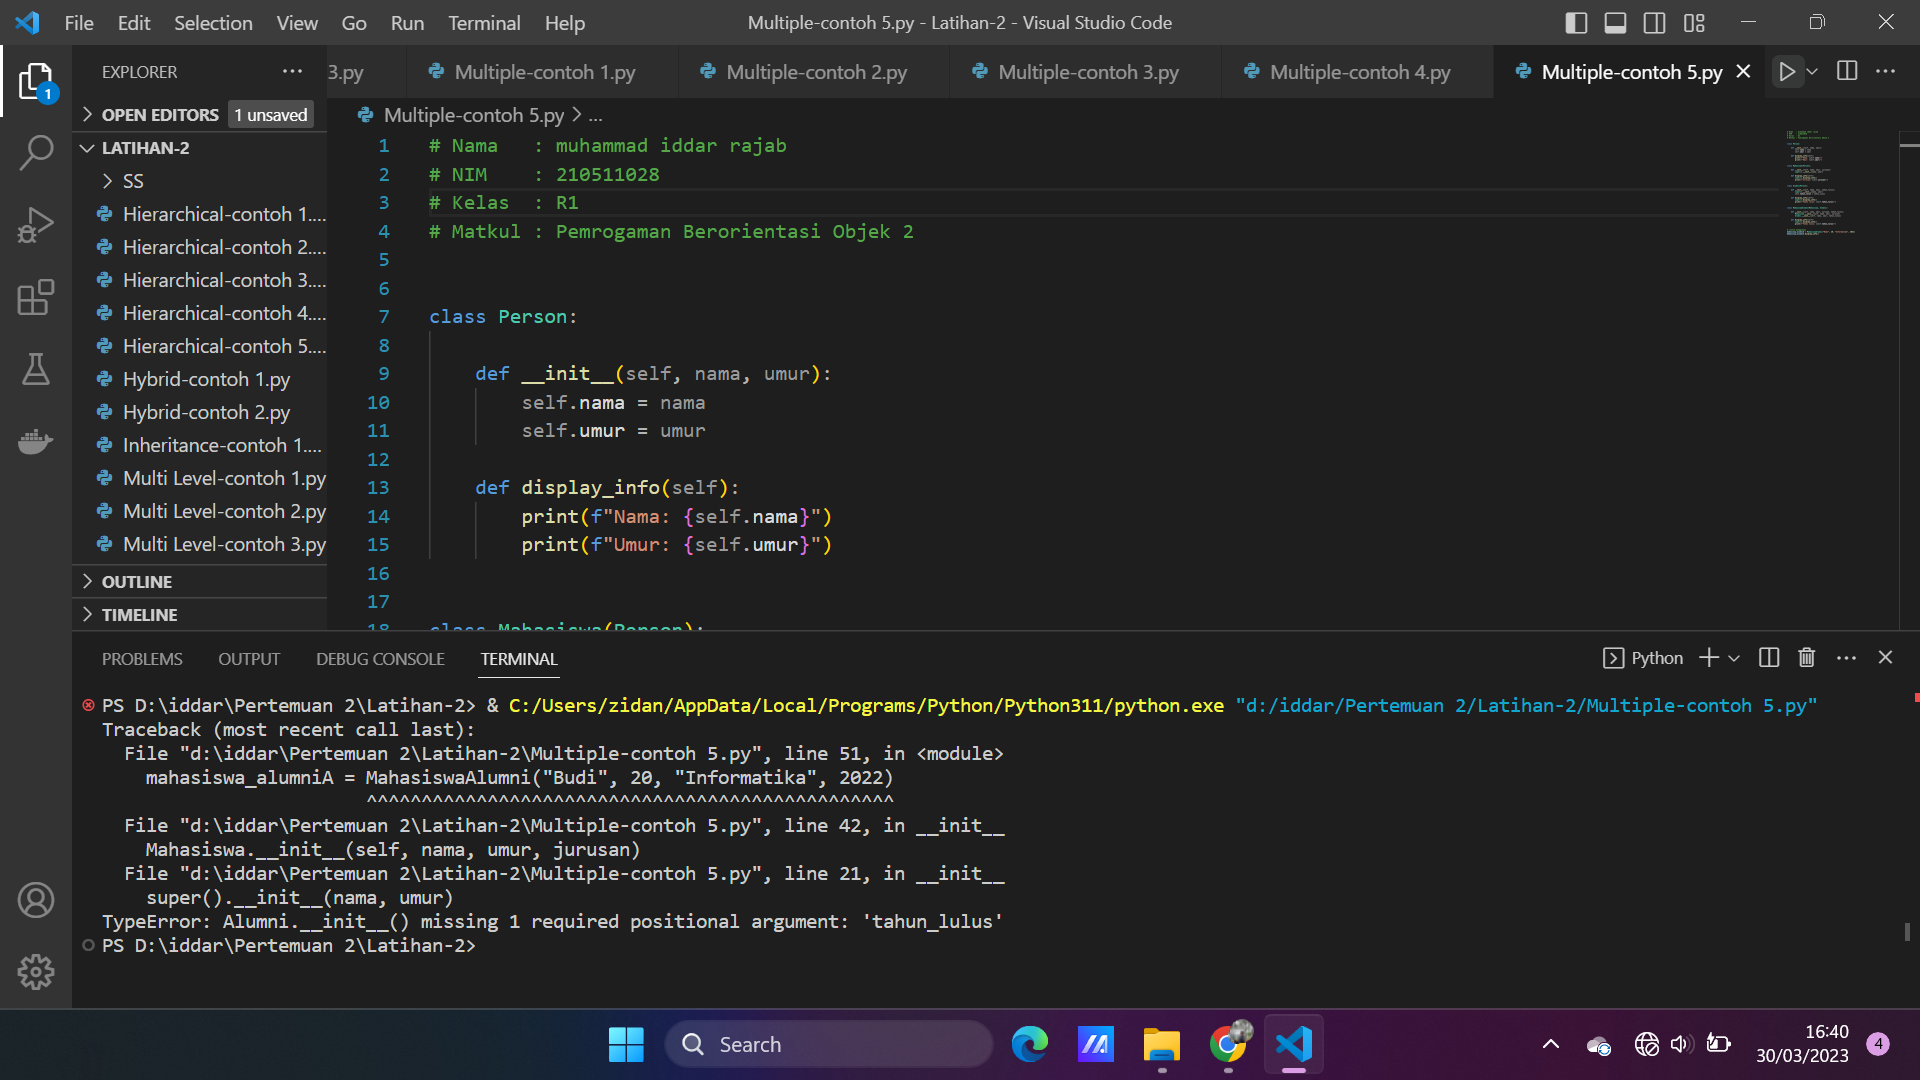 File Edit Selection View Go Run Terminal Help
Multiple-contoh 5.py - Latihan-2 - Visual Studio Code
1
EXPLORER
3.py Multiple-contoh 1.py Multiple-contoh 2.py Multiple-contoh 3.py Multiple-contoh 4.py Multiple-contoh 5.py
OPEN EDITORS 1 unsaved
LATIHAN-2
SS
Hierarchical-contoh 1....
Hierarchical-contoh 2....
Hierarchical-contoh 3....
Hierarchical-contoh 4....
Hierarchical-contoh 5....
Hybrid-contoh 1.py
Hybrid-contoh 2.py
Inheritance-contoh 1....
Multi Level-contoh 1.py
Multi Level-contoh 2.py
Multi Level-contoh 3.py
OUTLINE
TIMELINE
Multiple-contoh 5.py > ...
1 # Nama   : muhammad iddar rajab
2 # NIM    : 210511028
3 # Kelas  : R1
4 # Matkul : Pemrogaman Berorientasi Objek 2
5
6
7 class Person:
8
9     def __init__(self, nama, umur):
10         self.nama = nama
11         self.umur = umur
12
13     def display_info(self):
14         print(f"Nama: {self.nama}")
15         print(f"Umur: {self.umur}")
16
17
18 class Mahasiswa(Person):
PROBLEMS OUTPUT DEBUG CONSOLE TERMINAL
Python
PS D:\iddar\Pertemuan 2\Latihan-2> & C:/Users/zidan/AppData/Local/Programs/Python/Python311/python.exe "d:/iddar/Pertemuan 2/Latihan-2/Multiple-contoh 5.py"
Traceback (most recent call last):
  File "d:\iddar\Pertemuan 2\Latihan-2\Multiple-contoh 5.py", line 51, in <module>
    mahasiswa_alumniA = MahasiswaAlumni("Budi", 20, "Informatika", 2022)
                        ^^^^^^^^^^^^^^^^^^^^^^^^^^^^^^^^^^^^^^^^^^^^^^^^
  File "d:\iddar\Pertemuan 2\Latihan-2\Multiple-contoh 5.py", line 42, in __init__
    Mahasiswa.__init__(self, nama, umur, jurusan)
  File "d:\iddar\Pertemuan 2\Latihan-2\Multiple-contoh 5.py", line 21, in __init__
    super().__init__(nama, umur)
TypeError: Alumni.__init__() missing 1 required positional argument: 'tahun_lulus'
PS D:\iddar\Pertemuan 2\Latihan-2>
Search
16:40
30/03/2023
4